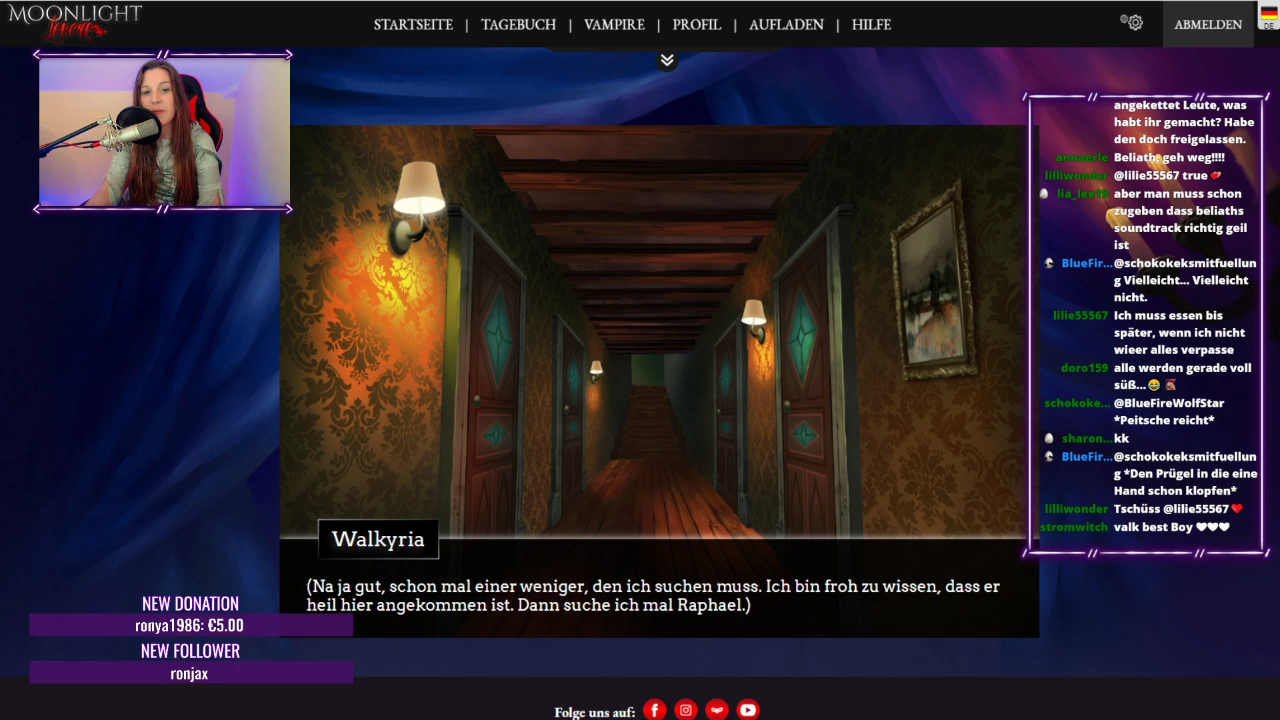 MOONLIGHT
Lovers
STARTSEITE | TAGEBUCH | VAMPIRE | PROFIL | AUFLADEN | HILFE
ABMELDEN
DE
angekettet Leute, was
habt ihr gemacht? Habe
den doch freigelassen.
Beliath, geh weg!!!!
lilliwonder @lilie55567 true
aber man muss schon
zugeben dass beliaths
soundtrack richtig geil
ist
BlueFir... @schokokeksmitfuellun
g Vielleicht... Vielleicht
nicht.
lilie55567 Ich muss essen bis
später, wenn ich nicht
wieer alles verpasse
doro159 alle werden gerade voll
süß...😂
schokoke... @BlueFireWolfStar
*Peitsche reicht*
sharon... kk
BlueFir... @schokokeksmitfuellun
g *Den Prügel in die eine
Hand schon klopfen*
lilliwonder Tschüss @lilie55567 ❤
stromwitch valk best Boy ♥♥♥
Walkyria
(Na ja gut, schon mal einer weniger, den ich suchen muss. Ich bin froh zu wissen, dass er
heil hier angekommen ist. Dann suche ich mal Raphael.)
NEW DONATION
ronya1986: €5.00
NEW FOLLOWER
ronjax
Folge uns auf: